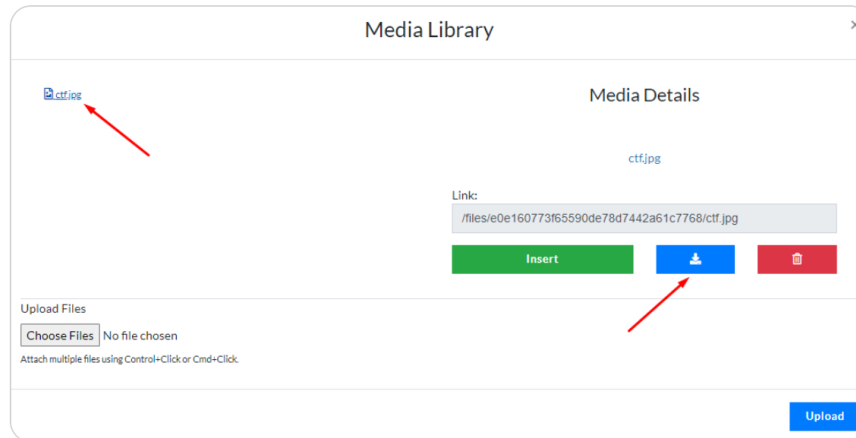 Media Library
×
ctf.jpg
Media Details
ctf.jpg
Link:
/files/e0e160773f65590de78d7442a61c7768/ctf.jpg
Insert
Upload Files
Choose Files No file chosen
Attach multiple files using Control+Click or Cmd+Click.
Upload